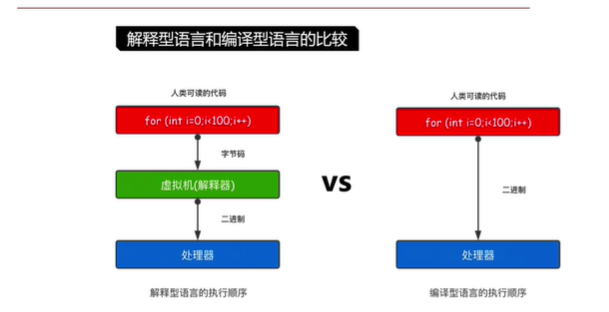 解释型语言和编译型语言的比较
人类可读的代码
for (int i=0;i<100;i++)
字节码
虚拟机(解释器)
二进制
处理器
解释型语言的执行顺序
VS
人类可读的代码
for (int i=0;i<100;i++)
二进制
处理器
编译型语言的执行顺序